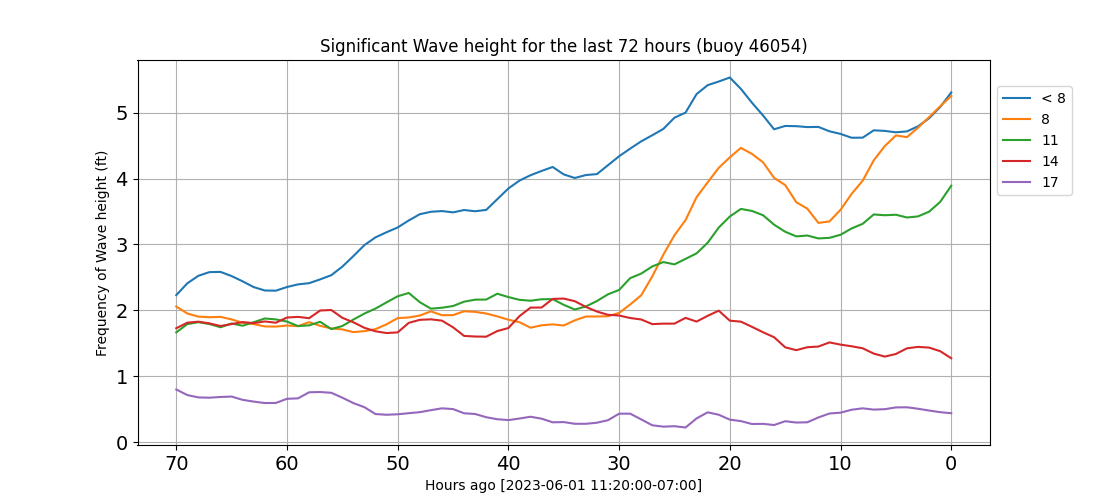 Significant Wave height for the last 72 hours (buoy 46054)
Frequency of Wave height (ft)
5
4
3
2
1
0
70 60 50 40 30 20 10 0
Hours ago [2023-06-01 11:20:00-07:00]
< 8
8
11
14
17